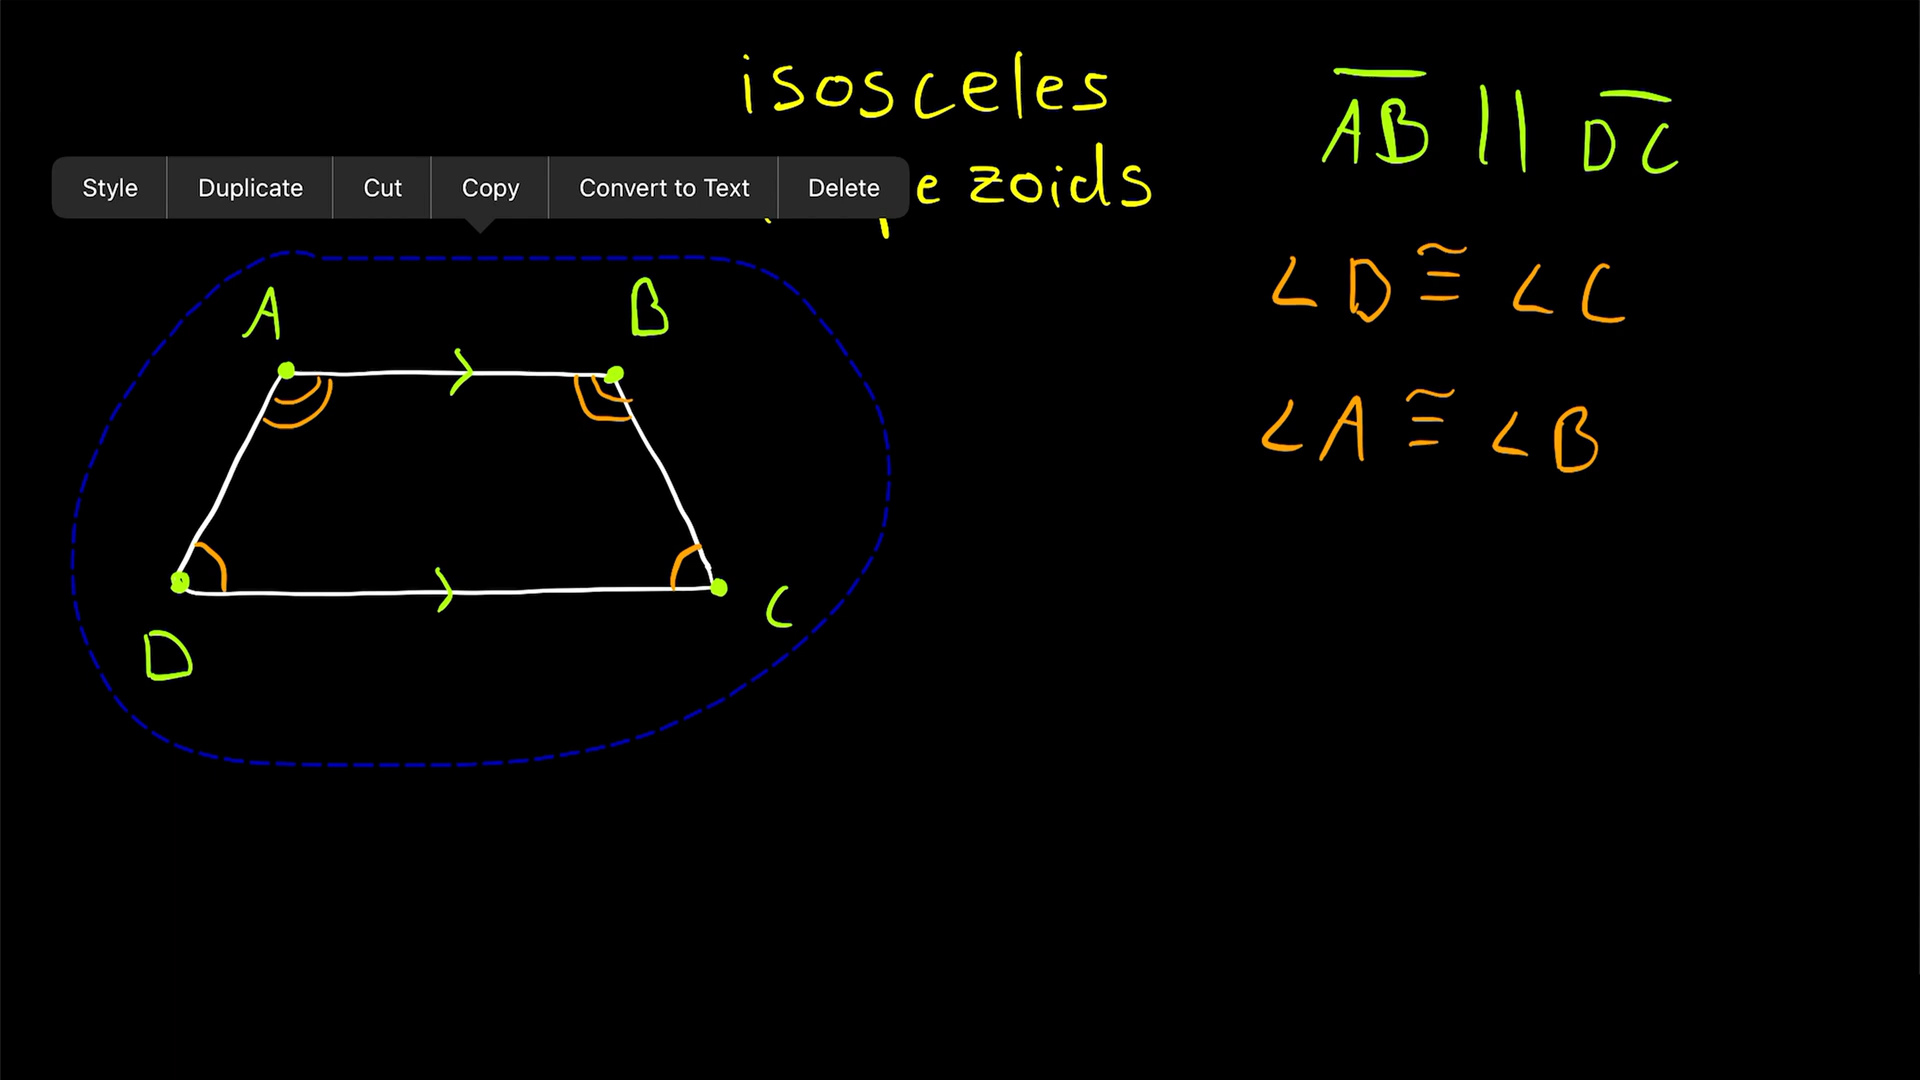 isosceles
zoids
Style Duplicate Cut Copy Convert to Text Delete
A B
D C
AB || DC
∠D ≅ ∠C
∠A ≅ ∠B